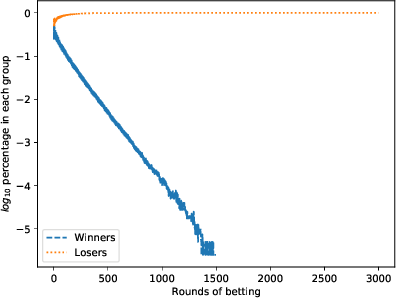 0
−1
−2
−3
−4
−5
log10 percentage in each group
Winners
Losers
0 500 1000 1500 2000 2500 3000
Rounds of betting